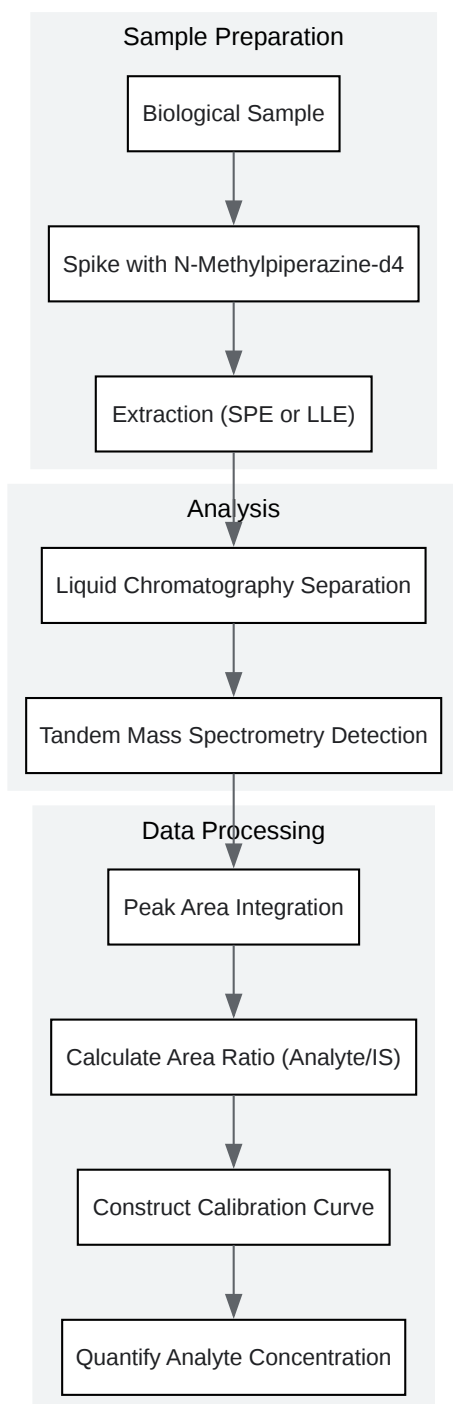 Sample Preparation
Biological Sample
Spike with N-Methylpiperazine-d4
Extraction (SPE or LLE)
Analysis
Liquid Chromatography Separation
Tandem Mass Spectrometry Detection
Data Processing
Peak Area Integration
Calculate Area Ratio (Analyte/IS)
Construct Calibration Curve
Quantify Analyte Concentration